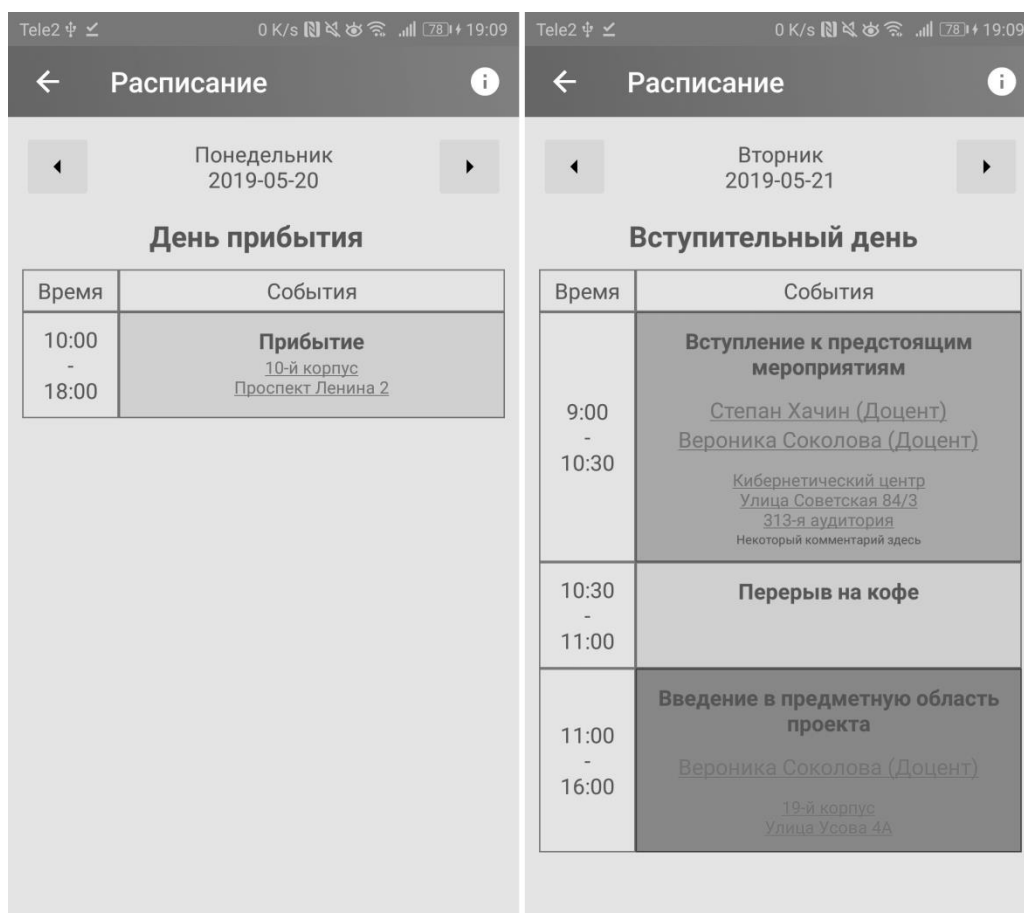 Tele2
0 K/s 78 19:09
Расписание
Понедельник
2019-05-20
День прибытия
Время События
10:00
-
18:00
Прибытие
10-й корпус
Проспект Ленина 2
Tele2
0 K/s 78 19:09
Расписание
Вторник
2019-05-21
Вступительный день
Время События
9:00
-
10:30
Вступление к предстоящим
мероприятиям
Степан Хачин (Доцент)
Вероника Соколова (Доцент)
Кибернетический центр
Улица Советская 84/3
313-я аудитория
Некоторый комментарий здесь
10:30
-
11:00
Перерыв на кофе
11:00
-
16:00
Введение в предметную область
проекта
Вероника Соколова (Доцент)
19-й корпус
Улица Усова 4А